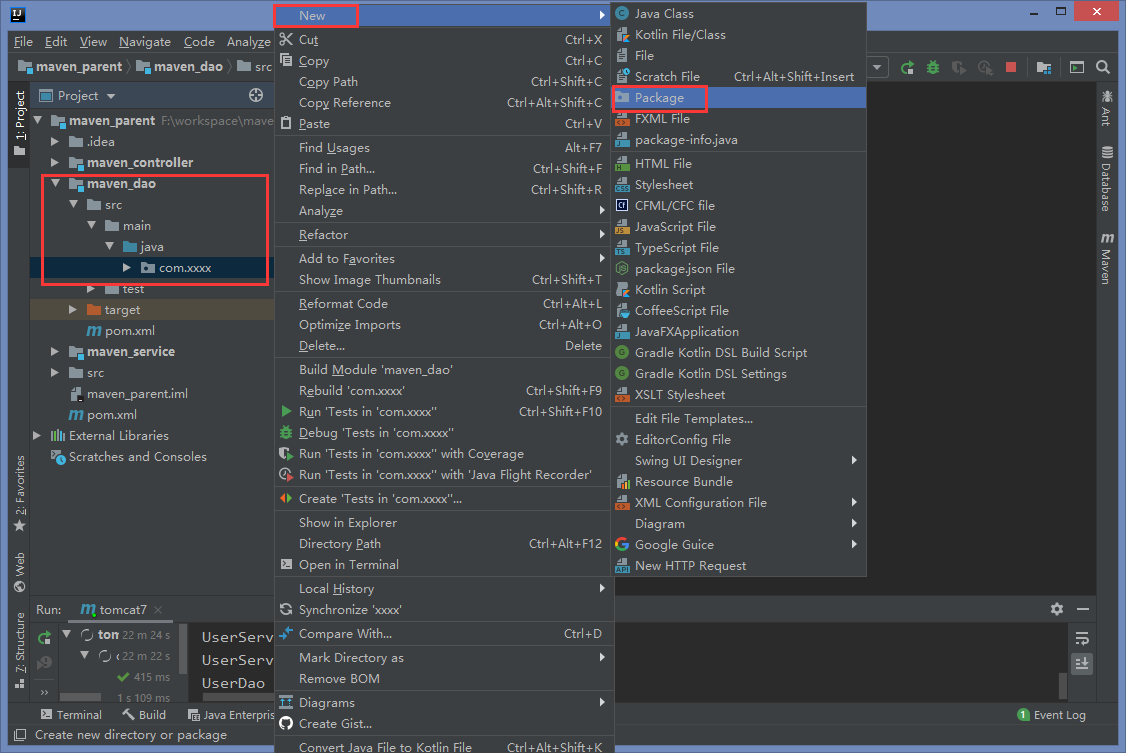 IJ
File Edit View Navigate Code Analyze
maven_parent maven_dao src
1: Project
Project
maven_parent F:\workspace\mave
.idea
maven_controller
maven_dao
src
main
java
com.xxxx
test
target
pom.xml
maven_service
src
maven_parent.iml
pom.xml
External Libraries
Scratches and Consoles
2: Favorites
Web
7: Structure
New
Cut Ctrl+X
Copy Ctrl+C
Copy Path Ctrl+Shift+C
Copy Reference Ctrl+Alt+Shift+C
Paste Ctrl+V
Find Usages Alt+F7
Find in Path... Ctrl+Shift+F
Replace in Path... Ctrl+Shift+R
Analyze
Refactor
Add to Favorites
Show Image Thumbnails Ctrl+Shift+T
Reformat Code Ctrl+Alt+L
Optimize Imports Ctrl+Alt+O
Delete... Delete
Build Module 'maven_dao'
Rebuild 'com.xxxx' Ctrl+Shift+F9
Run 'Tests in 'com.xxxx'' Ctrl+Shift+F10
Debug 'Tests in 'com.xxxx''
Run 'Tests in 'com.xxxx'' with Coverage
Run 'Tests in 'com.xxxx'' with 'Java Flight Recorder'
Create 'Tests in 'com.xxxx''...
Show in Explorer
Directory Path Ctrl+Alt+F12
Open in Terminal
Local History
Synchronize 'xxxx'
Compare With... Ctrl+D
Mark Directory as
Remove BOM
Diagrams
Create Gist...
Convert Java File to Kotlin File Ctrl+Alt+Shift+K
Java Class
Kotlin File/Class
File
Scratch File Ctrl+Alt+Shift+Insert
Package
FXML File
package-info.java
HTML File
Stylesheet
CFML/CFC file
JavaScript File
TypeScript File
package.json File
Kotlin Script
CoffeeScript File
JavaFXApplication
Gradle Kotlin DSL Build Script
Gradle Kotlin DSL Settings
XSLT Stylesheet
Edit File Templates...
EditorConfig File
Swing UI Designer
Resource Bundle
XML Configuration File
Diagram
Google Guice
New HTTP Request
Ant
Database
Maven
Run: tomcat7
tom 22 m 24 s
22 m 22 s
415 ms
1 s 109 ms
UserServ
UserServ
UserDao
Terminal Build Java Enterpris
1 Event Log
Create new directory or package